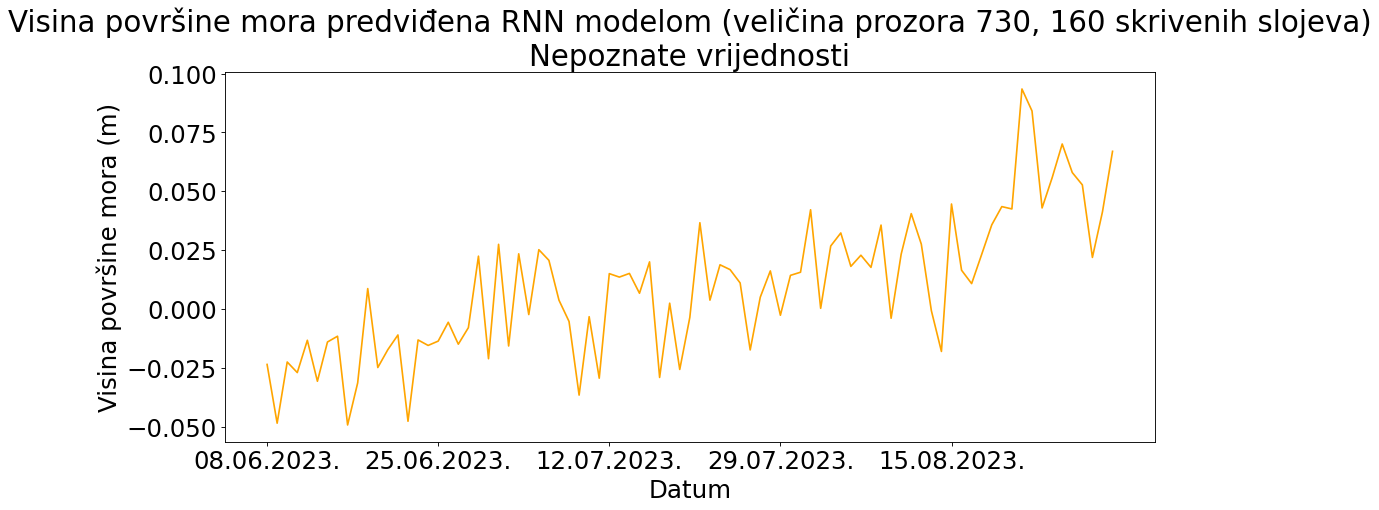 Visina površine mora predviđena RNN modelom (veličina prozora 730, 160 skrivenih slojeva)
Nepoznate vrijednosti
Visina površine mora (m)
0.100
0.075
0.050
0.025
0.000
−0.025
−0.050
08.06.2023. 25.06.2023. 12.07.2023. 29.07.2023. 15.08.2023.
Datum